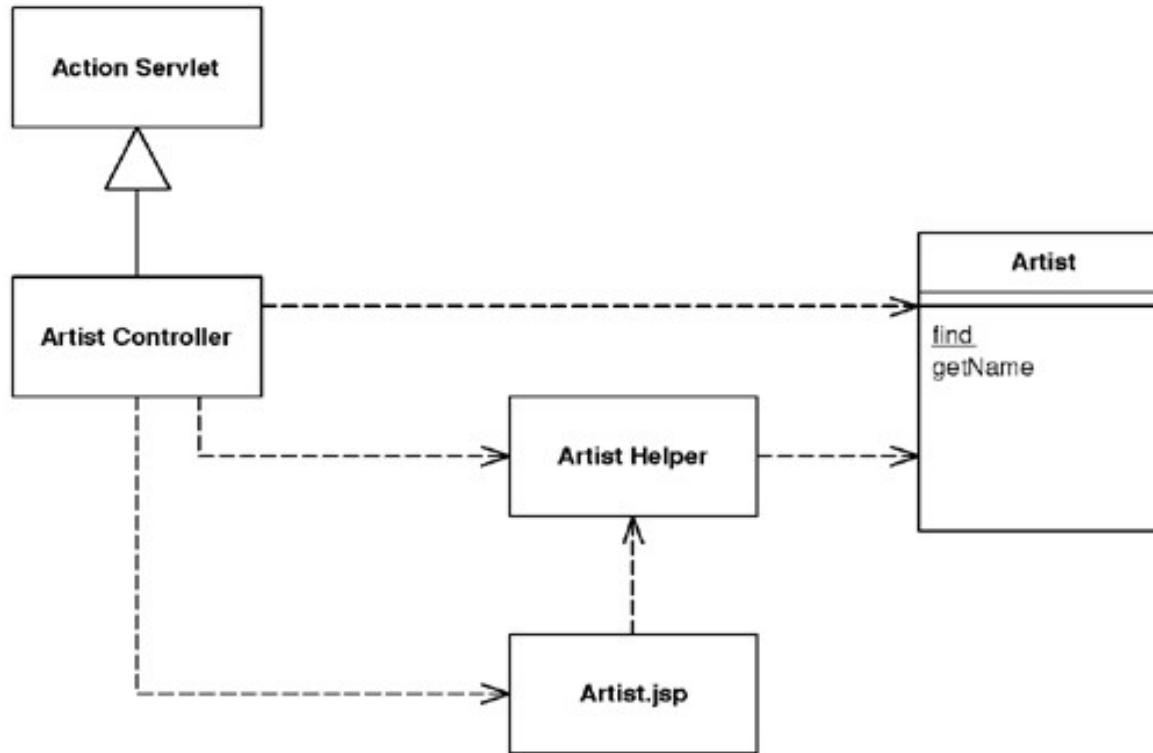 Action Servlet
Artist Controller
Artist
find
getName
Artist Helper
Artist.jsp